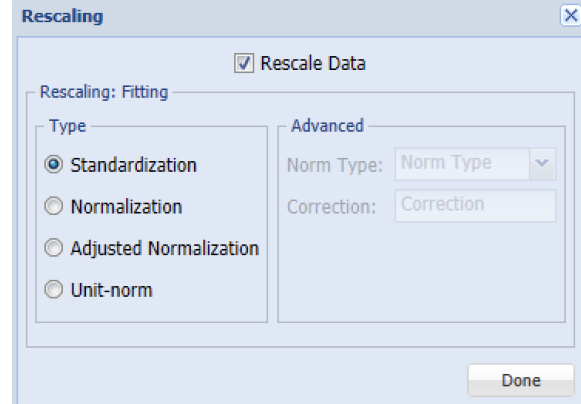 Rescaling
Rescale Data
Rescaling: Fitting
Type
Standardization
Normalization
Adjusted Normalization
Unit-norm
Advanced
Norm Type: Norm Type
Correction: Correction
Done